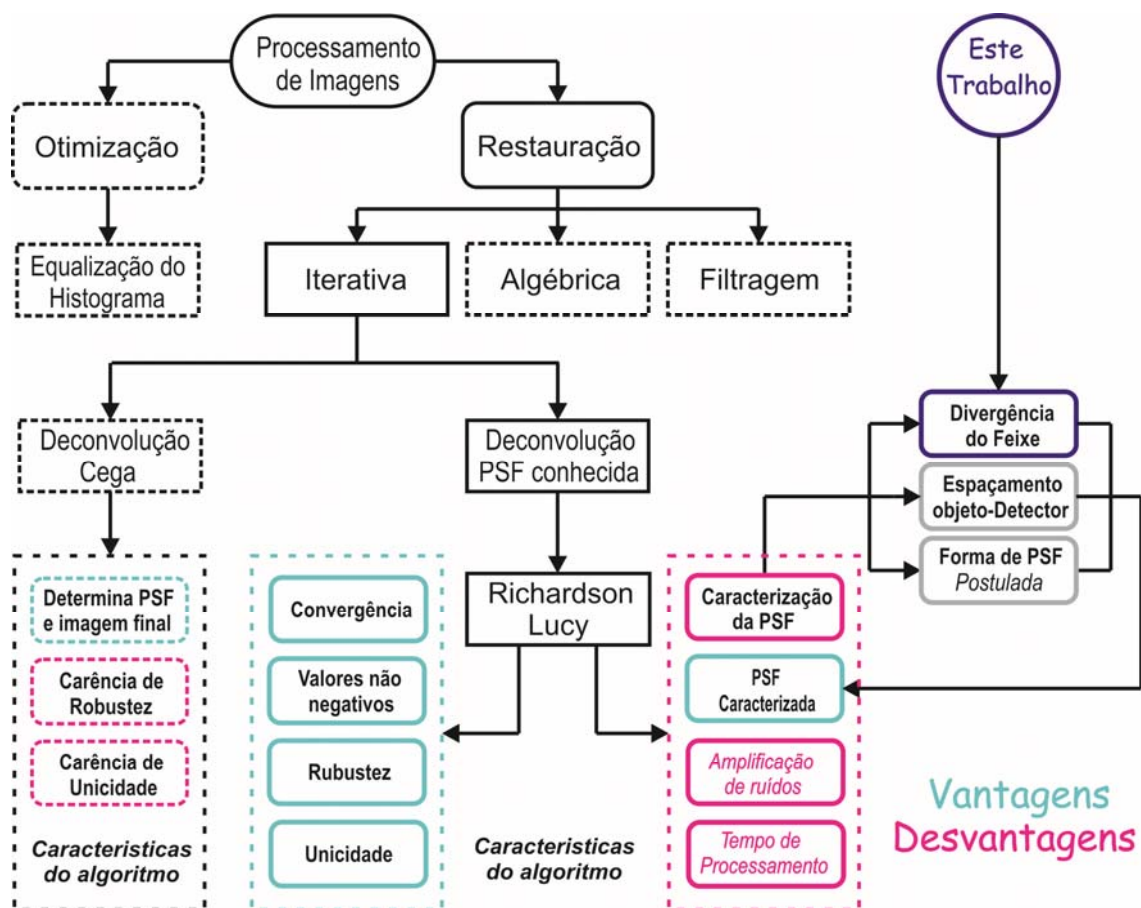 Processamento
de Imagens
Este
Trabalho
Otimização
Restauração
Equalização do
Histograma
Iterativa
Algébrica
Filtragem
Deconvolução
Cega
Deconvolução
PSF conhecida
Divergência
do Feixe
Espaçamento
objeto-Detector
Forma de PSF
Postulada
Determina PSF
e imagem final
Carência de
Robustez
Carência de
Unicidade
Caracteristicas
do algoritmo
Convergência
Valores não
negativos
Rubustez
Unicidade
Richardson
Lucy
Caracteristicas
do algoritmo
Caracterização
da PSF
PSF
Caracterizada
Amplificação
de ruídos
Tempo de
Processamento
Vantagens
Desvantagens